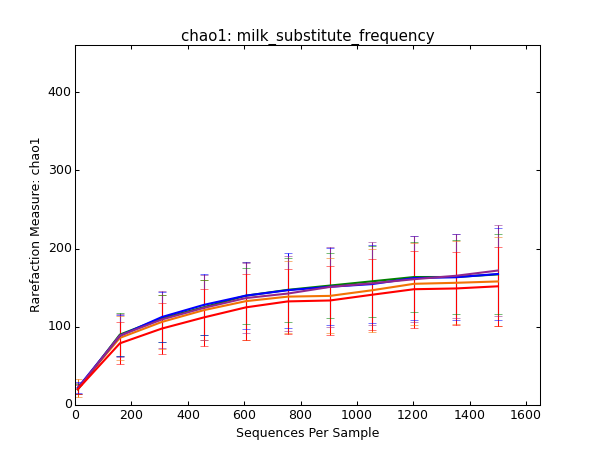 chao1: milk_substitute_frequency
Rarefaction Measure: chao1
400
300
200
100
0
0 200 400 600 800 1000 1200 1400 1600
Sequences Per Sample